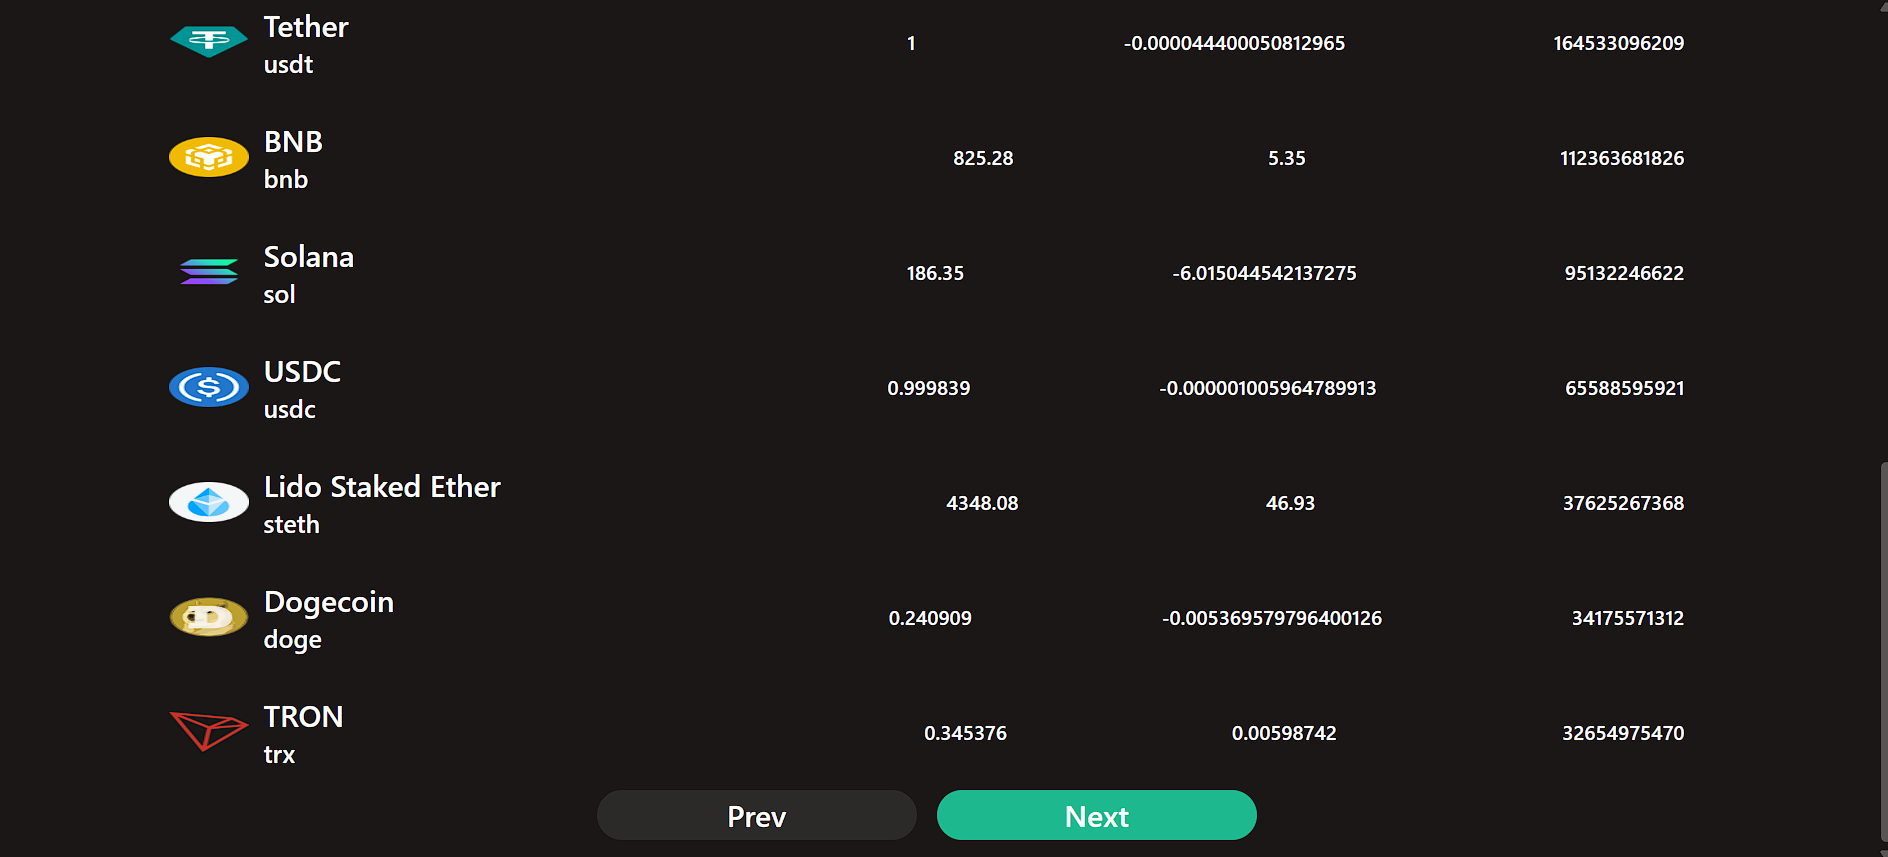 Tether
usdt
1 -0.000044400050812965 164533096209
BNB
bnb
825.28 5.35 112363681826
Solana
sol
186.35 -6.015044542137275 95132246622
USDC
usdc
0.999839 -0.000001005964789913 65588595921
Lido Staked Ether
steth
4348.08 46.93 37625267368
Dogecoin
doge
0.240909 -0.005369579796400126 34175571312
TRON
trx
0.345376 0.00598742 32654975470
Prev Next